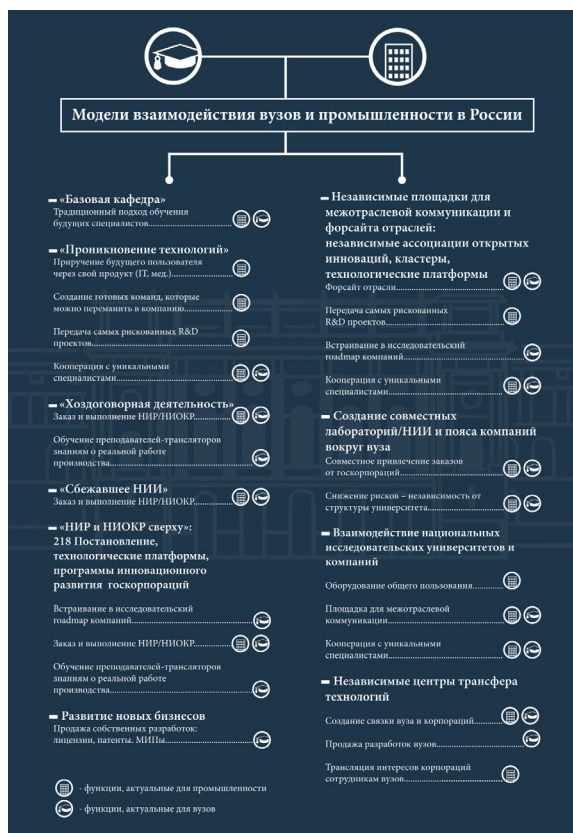 Модели взаимодействия вузов и промышленности в России
«Базовая кафедра»
Традиционный подход обучения
будущих специалистов
«Проникновение технологий»
Приручение будущего пользователя
через свой продукт (IT, мед.)
Создание готовых команд, которые
можно переманить в компанию
Передача самых рискованных R&D
проектов
Кооперация с уникальными
специалистами
«Хоздоговорная деятельность»
Заказ и выполнение НИР/НИОКР
Обучение преподавателей-трансляторов
знаниям о реальной работе
производства
«Сбежавшее НИИ»
Заказ и выполнение НИР/НИОКР
«НИР и НИОКР сверху»:
218 Постановление,
технологические платформы,
программы инновационного
развития госкорпораций
Встраивание в исследовательский
roadmap компаний
Заказ и выполнение НИР/НИОКР
Обучение преподавателей-трансляторов
знаниям о реальной работе
производства
Развитие новых бизнесов
Продажа собственных разработок:
лицензии, патенты. МИПы
- функции, актуальные для промышленности
- функции, актуальные для вузов
Независимые площадки для
межотраслевой коммуникации и
форсайта отраслей:
независимые ассоциации открытых
инноваций, кластеры,
технологические платформы
Форсайт отрасли
Передача самых рискованных
R&D проектов
Встраивание в исследовательский
roadmap компаний
Кооперация с уникальными
специалистами
Создание совместных
лабораторий/НИИ и пояса компаний
вокруг вуза
Совместное привлечение заказов
от госкорпораций
Снижение рисков – независимость от
структуры университета
Взаимодействие национальных
исследовательских университетов и
компаний
Оборудование общего пользования
Площадка для межотраслевой
коммуникации
Кооперация с уникальными
специалистами
Независимые центры трансфера
технологий
Создание связки вуза и корпораций
Продажа разработок вузов
Трансляция интересов корпораций
сотрудникам вузов